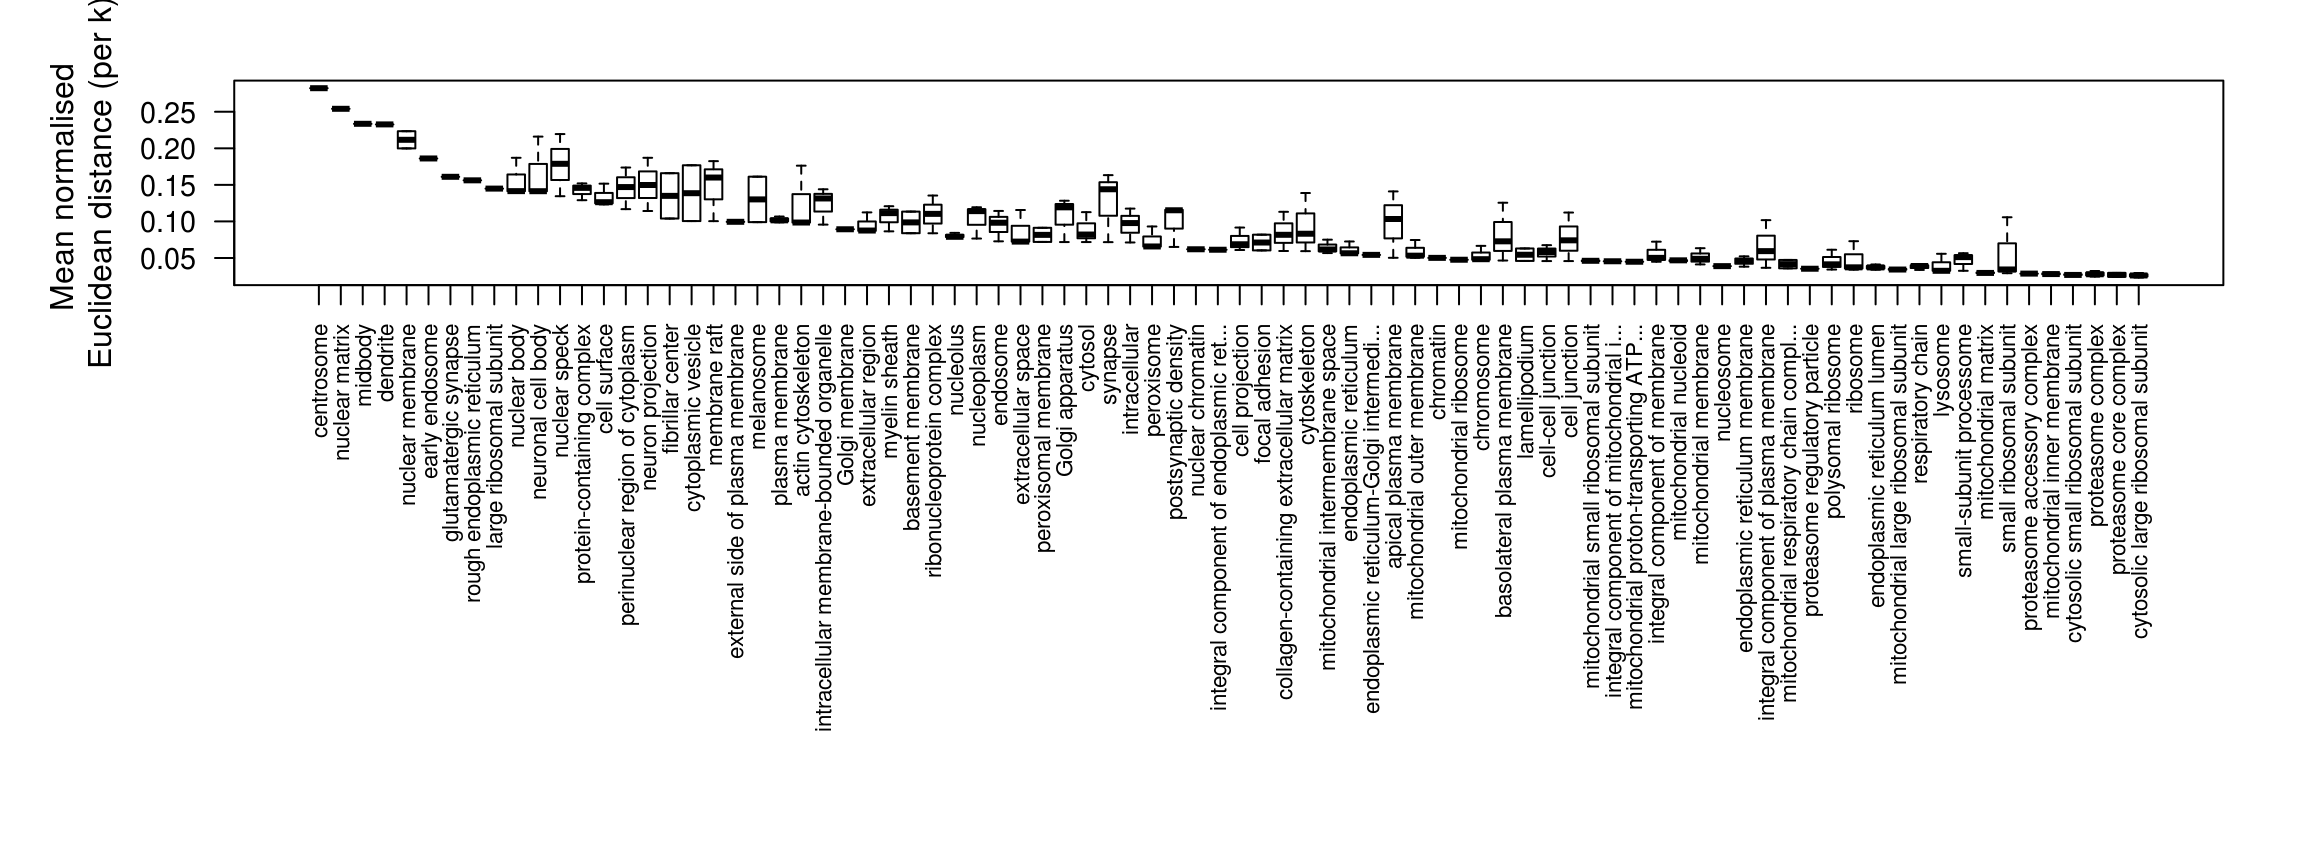 Mean normalised
Euclidean distance (per k)
0.25
0.20
0.15
0.10
0.05
centrosome
nuclear matrix
midbody
dendrite
nuclear membrane
early endosome
glutamatergic synapse
rough endoplasmic reticulum
large ribosomal subunit
nuclear body
neuronal cell body
nuclear speck
protein-containing complex
cell surface
perinuclear region of cytoplasm
neuron projection
fibrillar center
cytoplasmic vesicle
membrane raft
external side of plasma membrane
melanosome
plasma membrane
actin cytoskeleton
intracellular membrane-bounded organelle
Golgi membrane
extracellular region
myelin sheath
basement membrane
ribonucleoprotein complex
nucleolus
nucleoplasm
endosome
extracellular space
peroxisomal membrane
Golgi apparatus
cytosol
synapse
intracellular
peroxisome
postsynaptic density
nuclear chromatin
integral component of endoplasmic ret...
cell projection
focal adhesion
collagen-containing extracellular matrix
cytoskeleton
mitochondrial intermembrane space
endoplasmic reticulum
endoplasmic reticulum-Golgi intermedi...
apical plasma membrane
mitochondrial outer membrane
chromatin
mitochondrial ribosome
chromosome
basolateral plasma membrane
lamellipodium
cell-cell junction
cell junction
mitochondrial small ribosomal subunit
integral component of mitochondrial i...
mitochondrial proton-transporting ATP...
integral component of membrane
mitochondrial nucleoid
mitochondrial membrane
nucleosome
endoplasmic reticulum membrane
integral component of plasma membrane
mitochondrial respiratory chain compl...
proteasome regulatory particle
polysomal ribosome
ribosome
endoplasmic reticulum lumen
mitochondrial large ribosomal subunit
respiratory chain
lysosome
small-subunit processome
mitochondrial matrix
small ribosomal subunit
proteasome accessory complex
mitochondrial inner membrane
cytosolic small ribosomal subunit
proteasome complex
proteasome core complex
cytosolic large ribosomal subunit